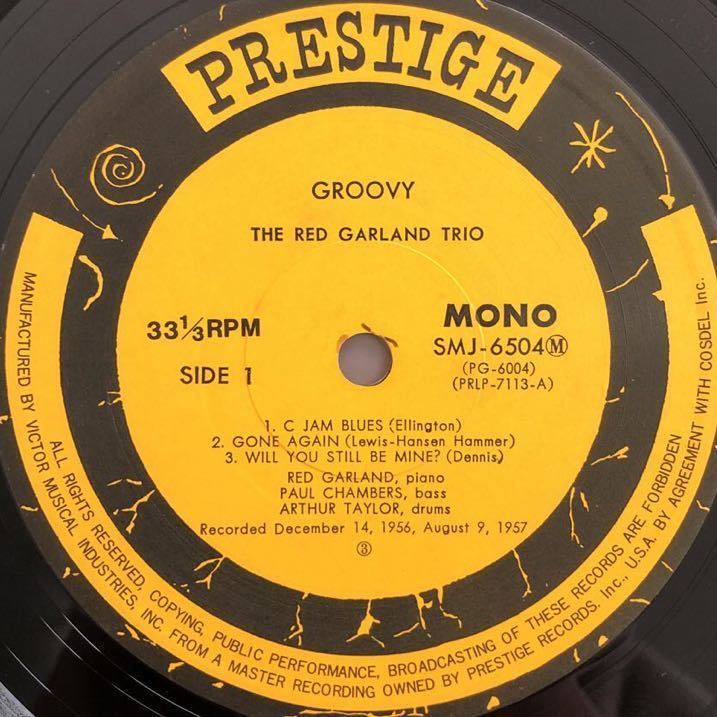 PRESTIGE
GROOVY
THE RED GARLAND TRIO
33⅓RPM
SIDE 1
MONO
SMJ-6504Ⓜ
(PG-6004)
(PRLP-7113-A)
1. C JAM BLUES (Ellington)
2. GONE AGAIN (Lewis-Hansen Hammer)
3. WILL YOU STILL BE MINE? (Dennis)
RED GARLAND, piano
PAUL CHAMBERS, bass
ARTHUR TAYLOR, drums
Recorded December 14, 1956, August 9, 1957
③
ALL RIGHTS RESERVED, COPYING, PUBLIC PERFORMANCE, BROADCASTING OF THESE RECORDS ARE FORBIDDEN
MANUFACTURED BY VICTOR MUSICAL INDUSTRIES, INC. FROM A MASTER RECORDING OWNED BY PRESTIGE RECORDS. Inc., U.S.A. BY AGREEMENT WITH COSDEL Inc.